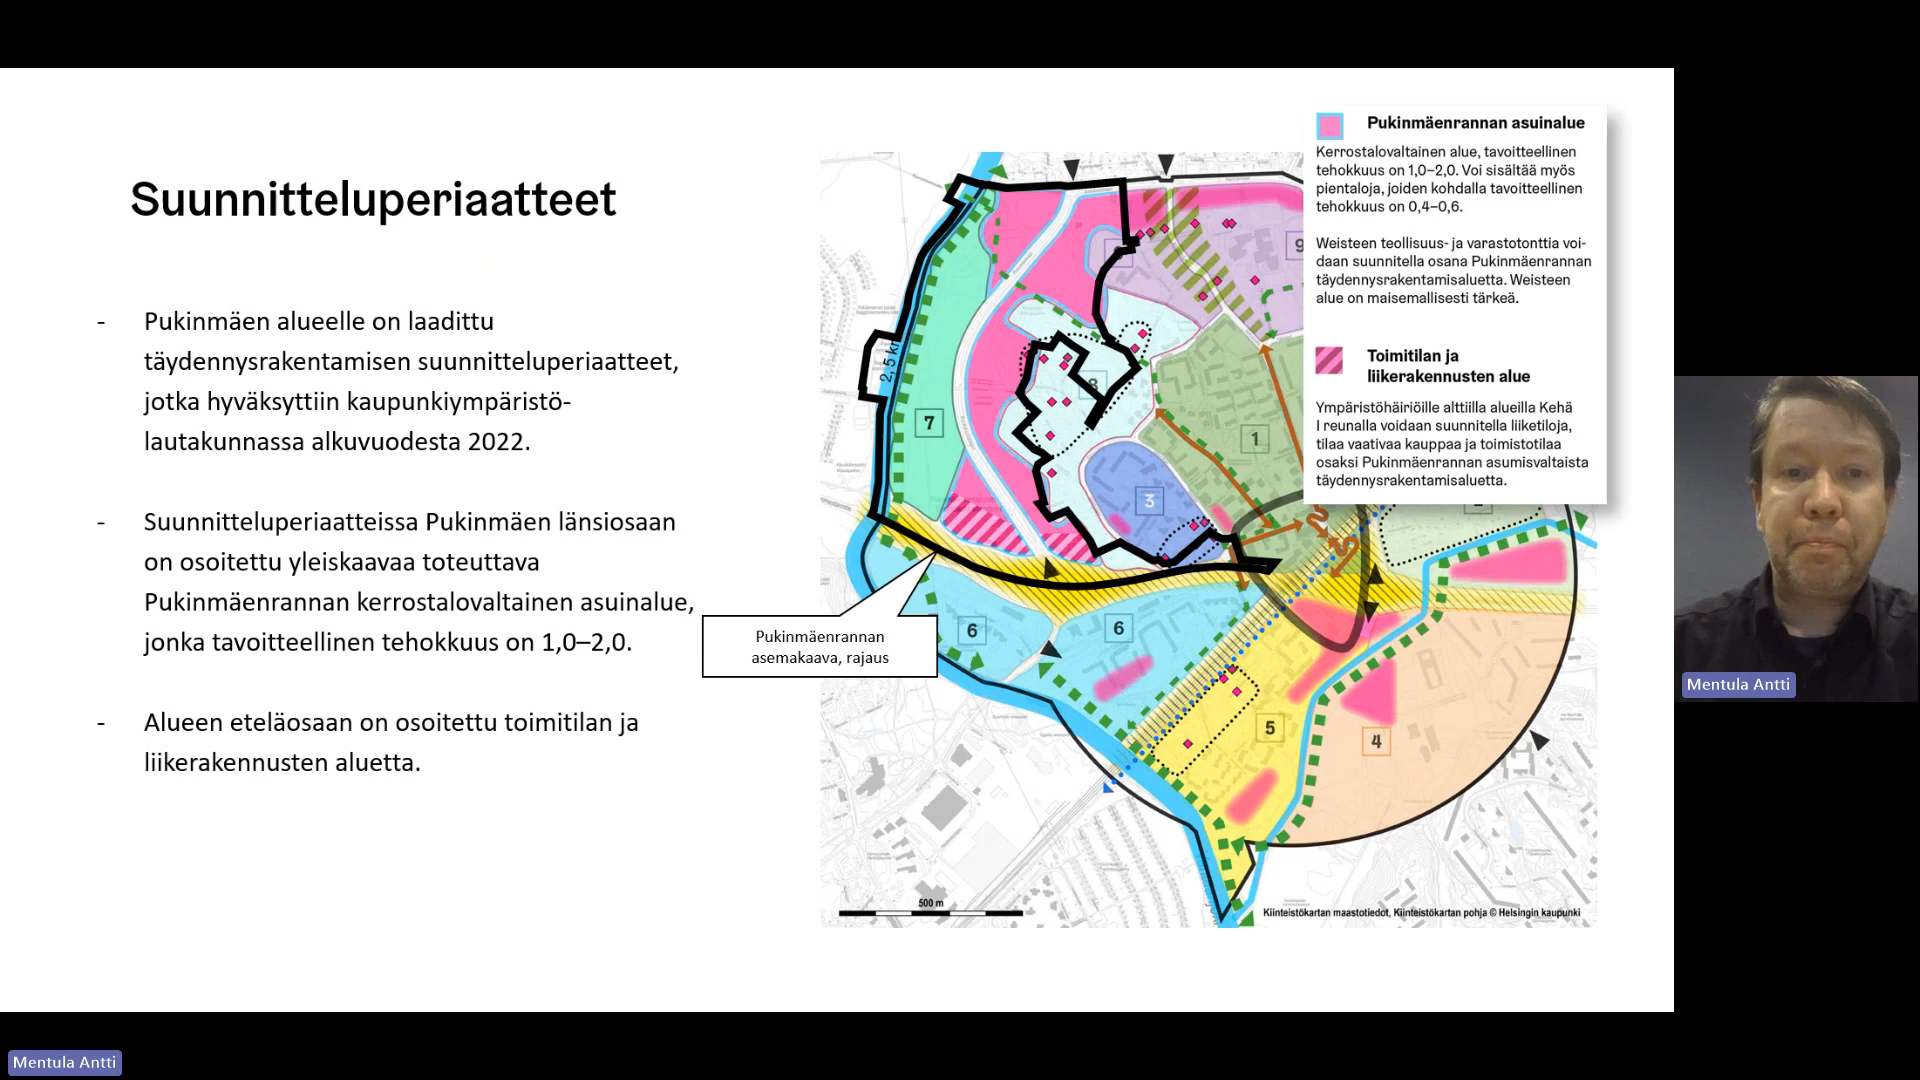 Suunnitteluperiaatteet
- Pukinmäen alueelle on laadittu
täydennysrakentamisen suunnitteluperiaatteet,
jotka hyväksyttiin kaupunkiympäristö-
lautakunnassa alkuvuodesta 2022.
- Suunnitteluperiaatteissa Pukinmäen länsiosaan
on osoitettu yleiskaavaa toteuttava
Pukinmäenrannan kerrostalovaltainen asuinalue,
jonka tavoitteellinen tehokkuus on 1,0–2,0.
- Alueen eteläosaan on osoitettu toimitilan ja
liikerakennusten aluetta.
Pukinmäenrannan
asemakaava, rajaus
2,5 km
7
8
9
1
3
6
6
5
4
500 m
Kiinteistökartan maastotiedot, Kiinteistökartan pohja © Helsingin kaupunki
Pukinmäenrannan asuinalue
Kerrostalovaltainen alue, tavoitteellinen
tehokkuus on 1,0–2,0. Voi sisältää myös
pientaloja, joiden kohdalla tavoitteellinen
tehokkuus on 0,4–0,6.
Weisteen teollisuus- ja varastotonttia voi-
daan suunnitella osana Pukinmäenrannan
täydennysrakentamisaluetta. Weisteen
alue on maisemallisesti tärkeä.
Toimitilan ja
liikerakennusten alue
Ympäristöhäiriöille alttiilla alueilla Kehä
I reunalla voidaan suunnitella liiketiloja,
tilaa vaativaa kauppaa ja toimistotilaa
osaksi Pukinmäenrannan asumisvaltaista
täydennysrakentamisaluetta.
Mentula Antti
Mentula Antti